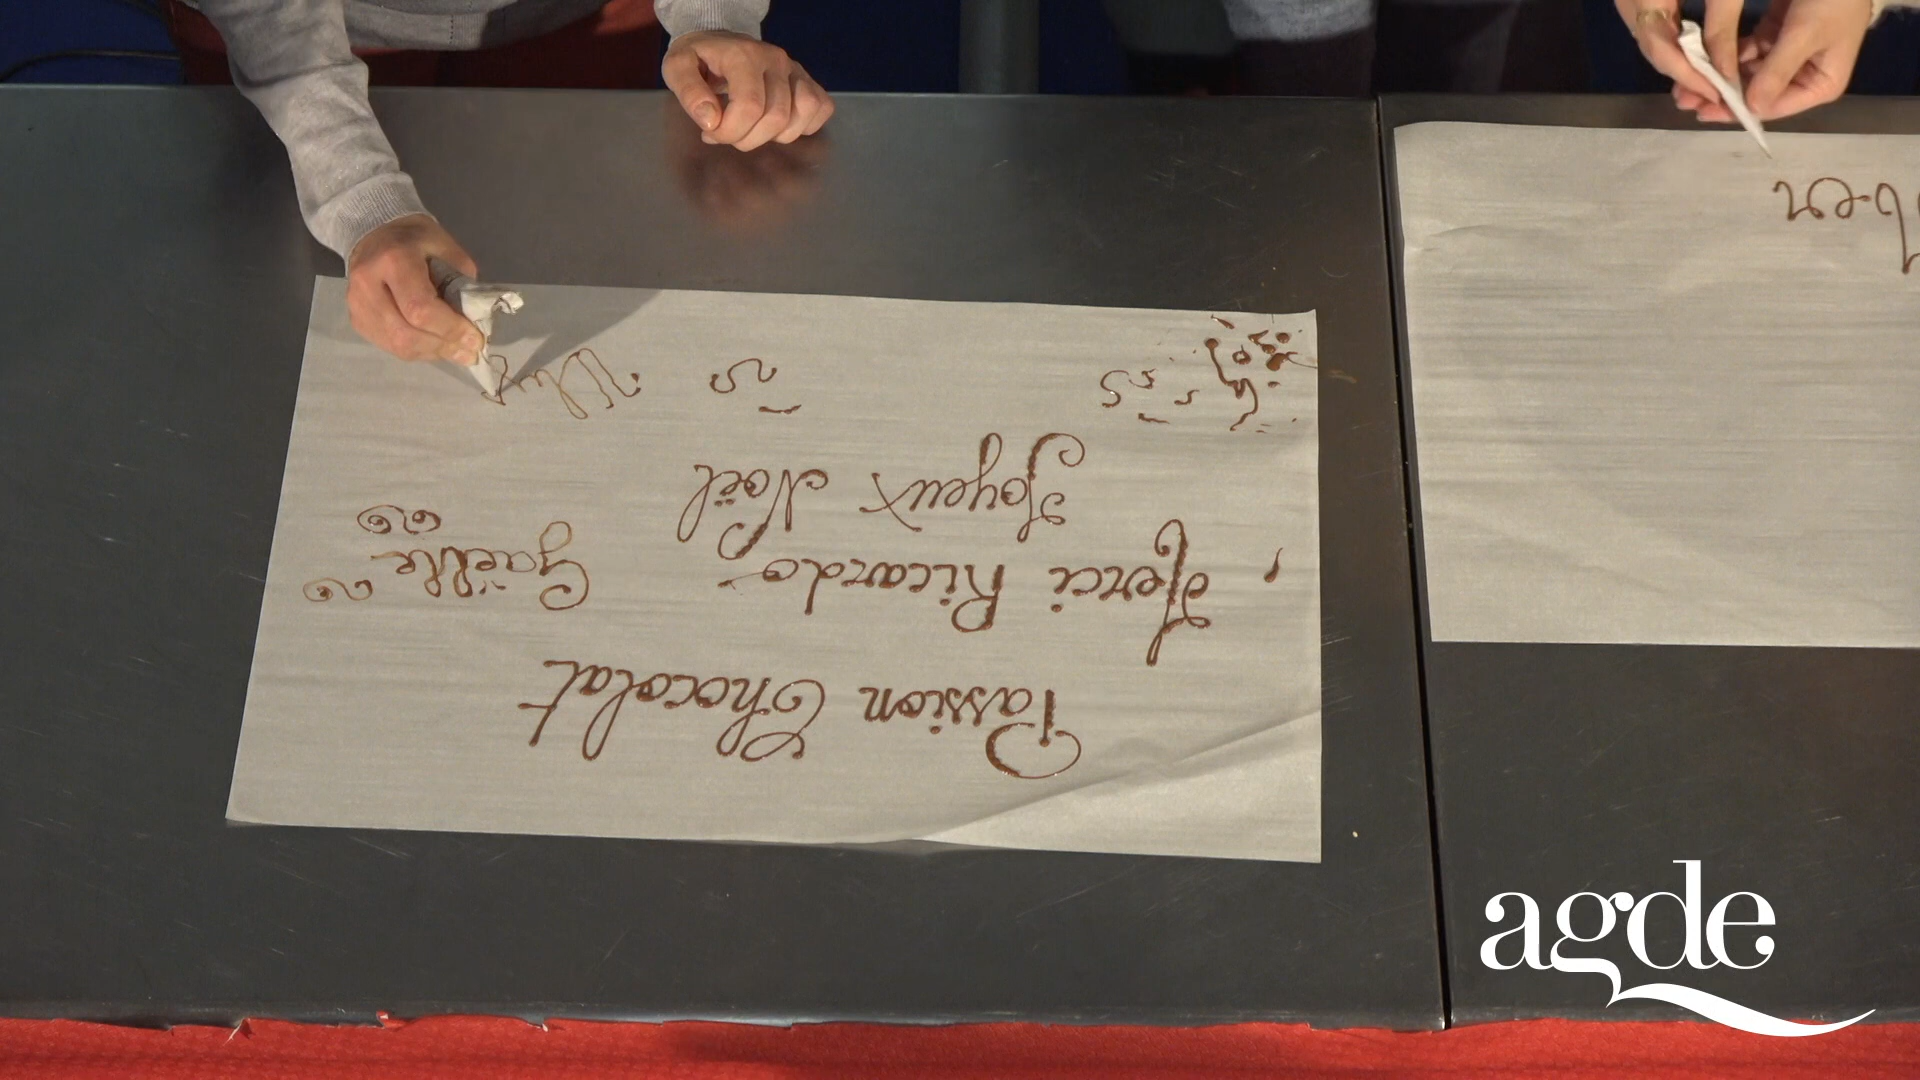 Passion Chocolat
Merci Ricardo
Gaëlle
Joyeux Noël
agde